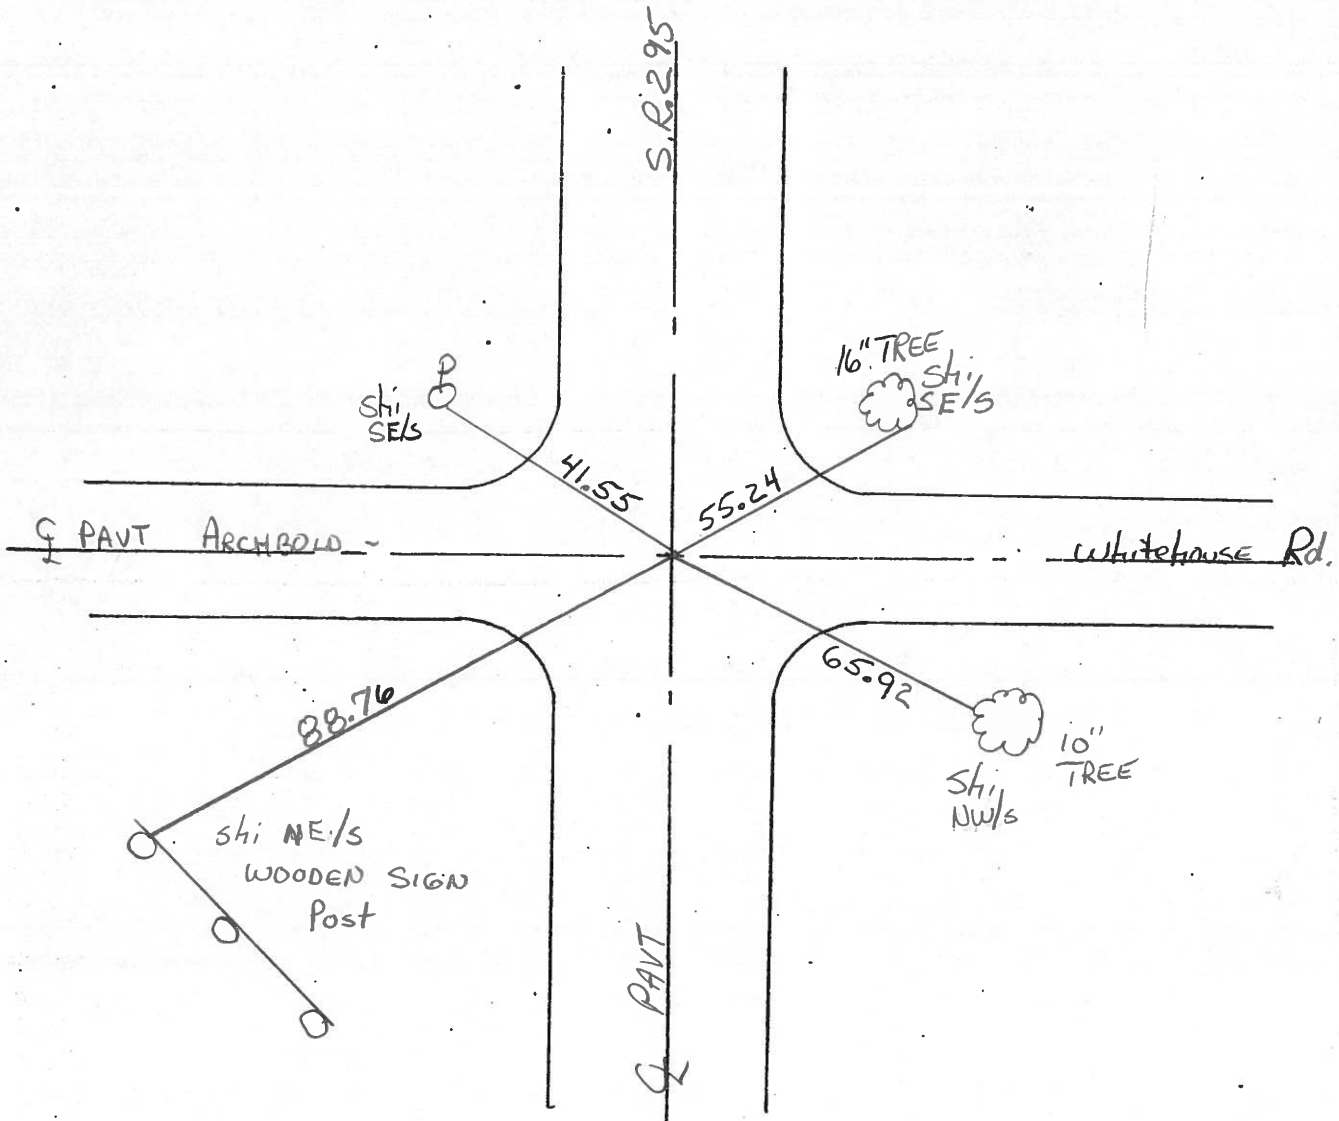 S.R. 295
P
Shi
SE/S
16" TREE
Shi
SE/S
41.55
55.24
℄ PAVT ARCHBOLD -
Whitehouse Rd.
88.76
65.92
10"
TREE
Shi
NW/S
Shi NE/S
WOODEN SIGN
Post
℄ PAVT